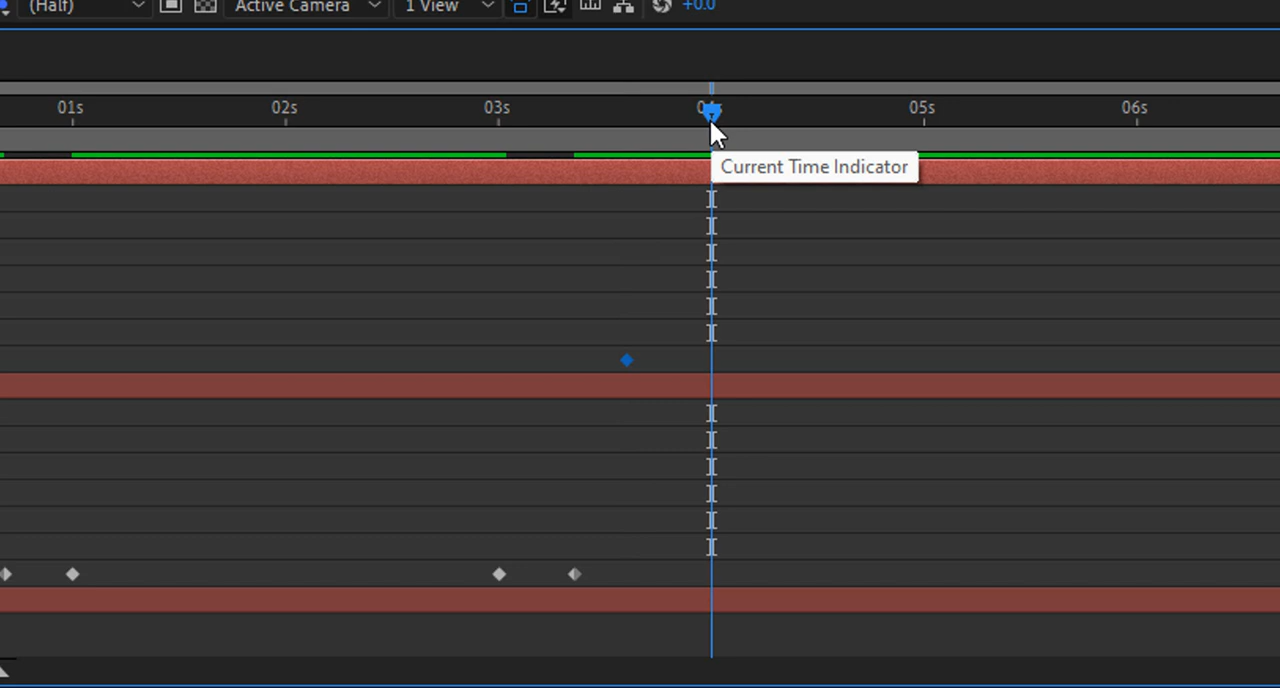 (Half) Active Camera 1 View +0.0
01s 02s 03s 05s 06s
Current Time Indicator